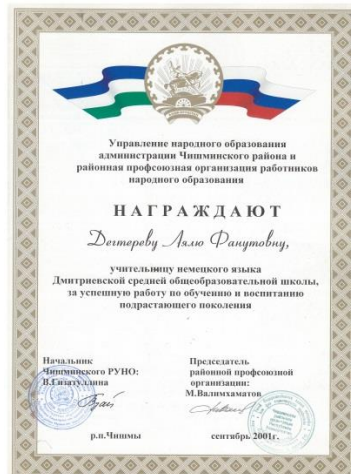 Управление народного образования
администрации Чишминского района и
районная профсоюзная организация работников
народного образования
НАГРАЖДАЮТ
Дегтереву Лялю Фанутовну,
учительницу немецкого языка
Дмитриевской средней общеобразовательной школы,
за успешную работу по обучению и воспитанию
подрастающего поколения
Начальник
Чишминского РУНО:
В.Гизатуллина
Председатель
районной профсоюзной
организации:
М.Валимхаматов
р.п.Чишмы
сентябрь 2001г.